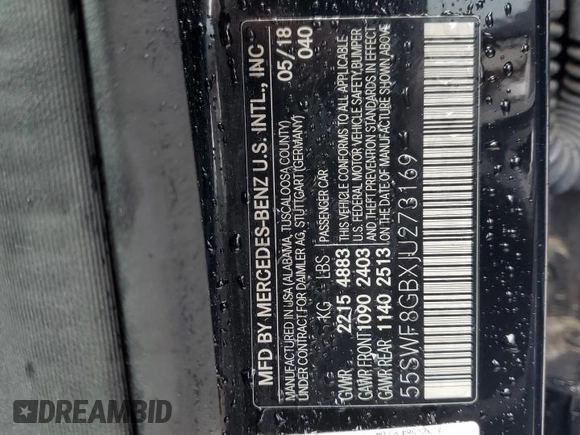 MFD BY MERCEDES-BENZ U.S. INTL., INC
05/18
MANUFACTURED IN USA (ALABAMA, TUSCALOOSA COUNTY)
UNDER CONTRACT FOR DAIMLER AG, STUTTGART (GERMANY)
040
KG LBS
PASSENGER CAR
GVWR 2215 4883
GAWR FRONT 1090 2403
GAWR REAR 1140 2513
THIS VEHICLE CONFORMS TO ALL APPLICABLE
U.S. FEDERAL MOTOR VEHICLE SAFETY, BUMPER
AND THEFT PREVENTION STANDARDS IN EFFECT
ON THE DATE OF MANUFACTURE SHOWN ABOVE
55SWF8GBXJU273169
DREAMBID